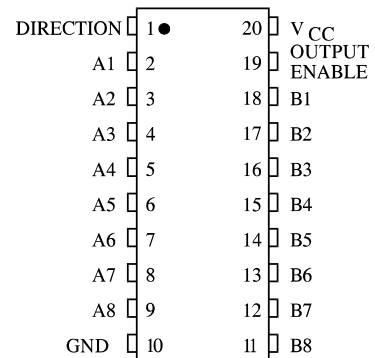 DIRECTION 1 20 VCC
A1 2 19 OUTPUT ENABLE
A2 3 18 B1
A3 4 17 B2
A4 5 16 B3
A5 6 15 B4
A6 7 14 B5
A7 8 13 B6
A8 9 12 B7
GND 10 11 B8